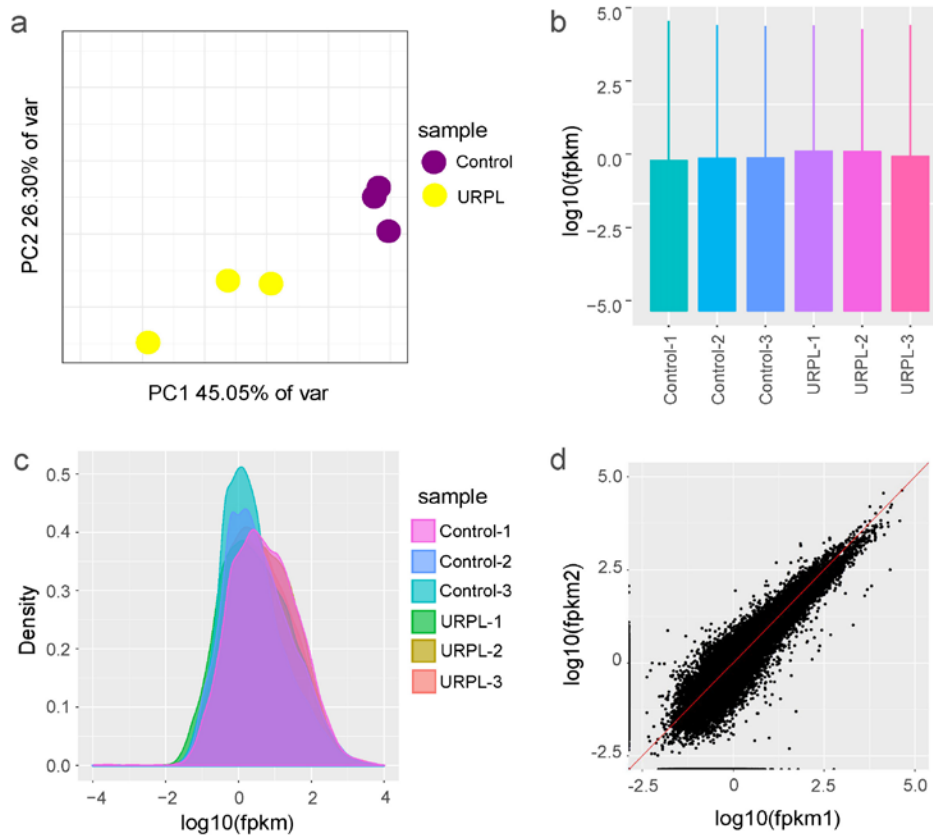 a
PC2 26.30% of var
PC1 45.05% of var
sample
Control
URPL
b
log10(fpkm)
5.0
2.5
0.0
-2.5
-5.0
Control-1
Control-2
Control-3
URPL-1
URPL-2
URPL-3
c
Density
0.5
0.4
0.3
0.2
0.1
0.0
−4
−2
0
2
4
log10(fpkm)
sample
Control-1
Control-2
Control-3
URPL-1
URPL-2
URPL-3
d
log10(fpkm2)
5.0
2.5
0
-2.5
-2.5
0
2.5
5.0
log10(fpkm1)